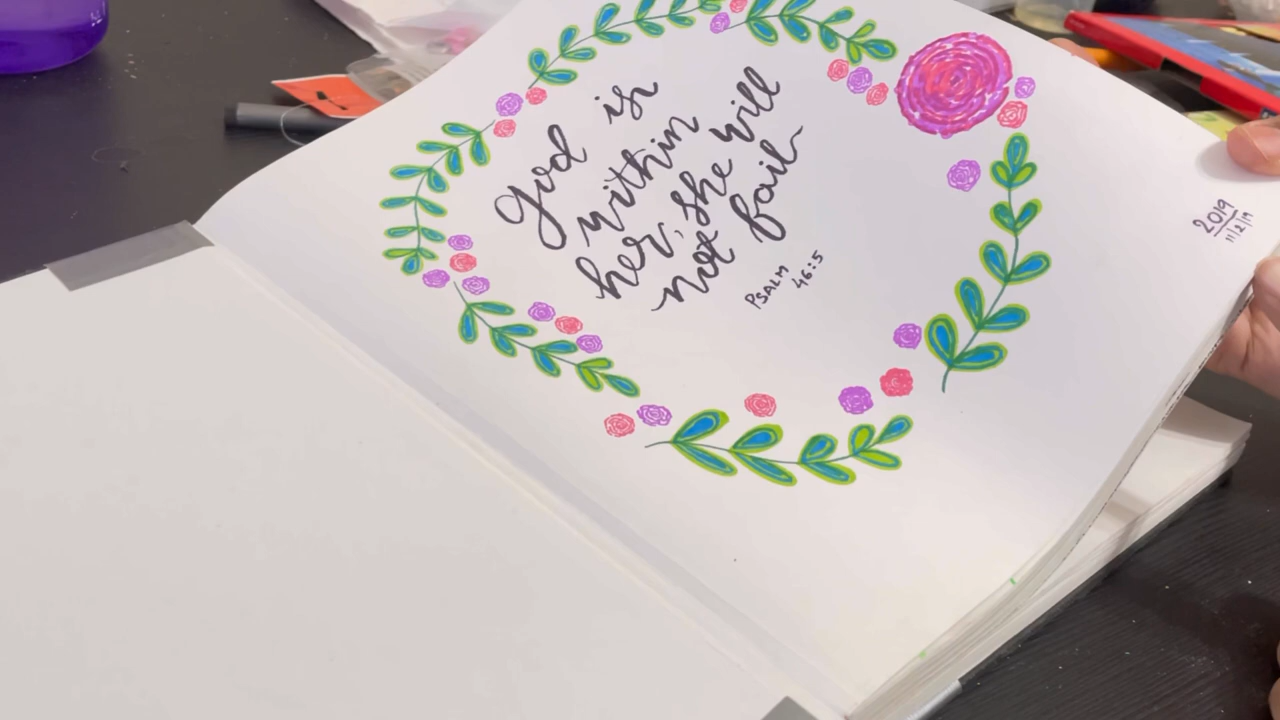 God is
within
her, she will
not fail
PSALM
46:5
2019
11/2/19